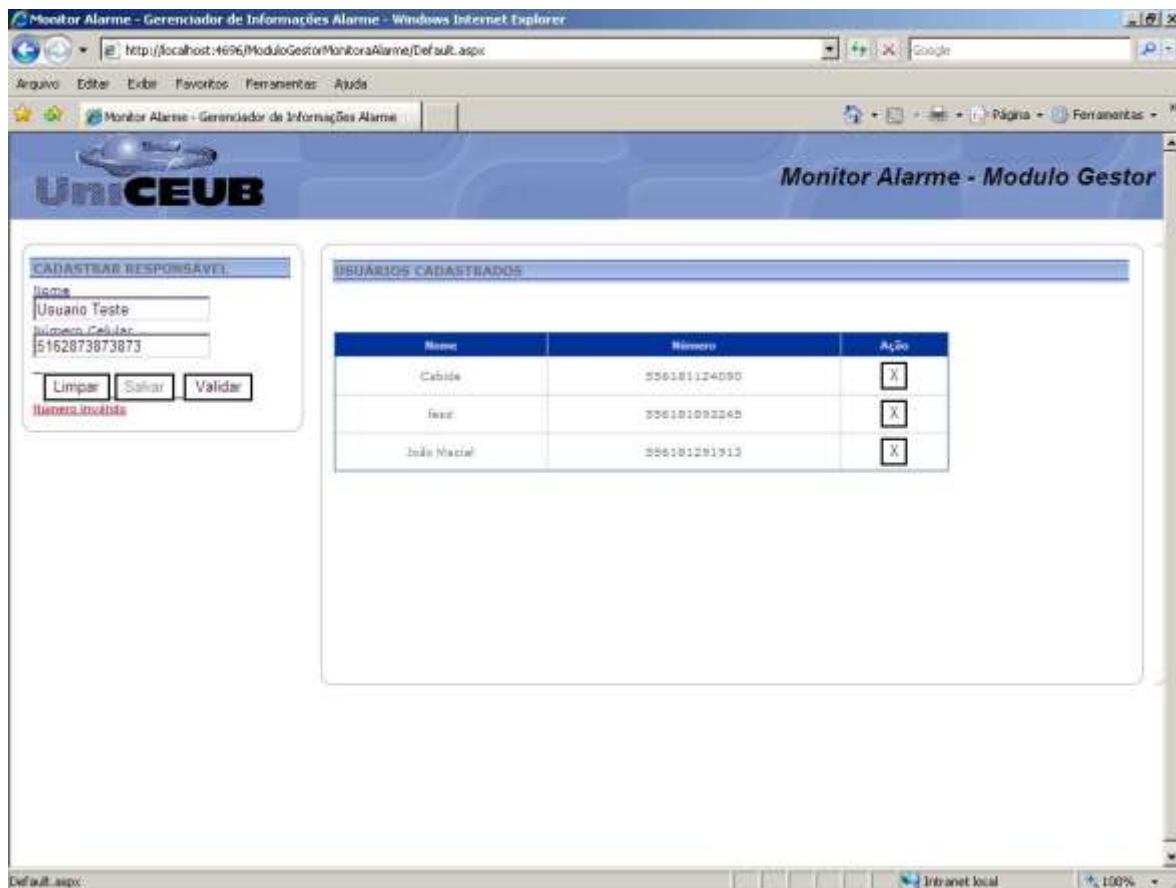 Monitor Alarme - Gerenciador de Informações Alarme - Windows Internet Explorer
http://localhost:4696/ModuloGestorMonitoraAlarme/Default.aspx
Google
Arquivo Editar Exibir Favoritos Ferramentas Ajuda
Monitor Alarme - Gerenciador de Informações Alarme
Página
Ferramentas
UniCEUB
Monitor Alarme - Modulo Gestor
CADASTRAR RESPONSÁVEL
Nome
Usuario Teste
Número Celular
5162873873873
Limpar Salvar Validar
Numero inválido
USUÁRIOS CADASTRADOS
Nome Número Ação
Cabide 556181124090 X
X
João Marcial 556181291913 X
Default.aspx
Intranet local
100%